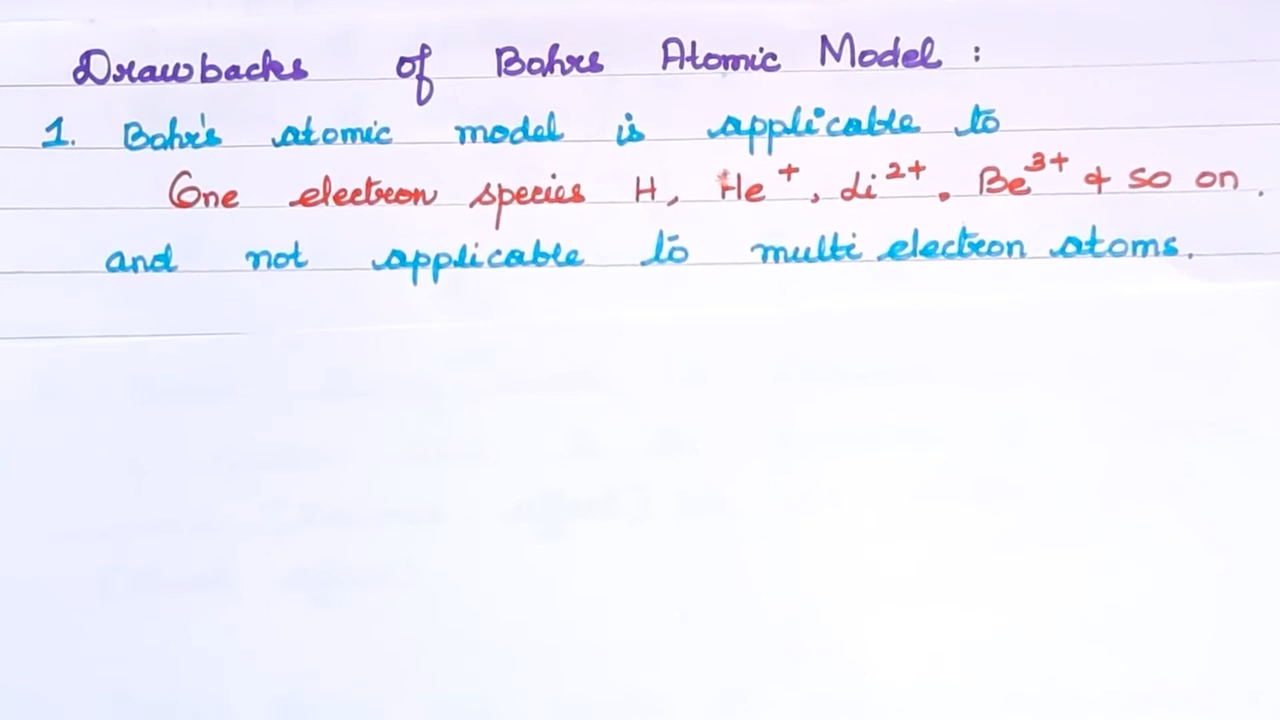 Drawbacks of Bohrs Atomic Model :
1. Bohr's atomic model is applicable to
One electron species H, He⁺, Li²⁺, Be³⁺ & so on.
and not applicable to multi electron atoms.